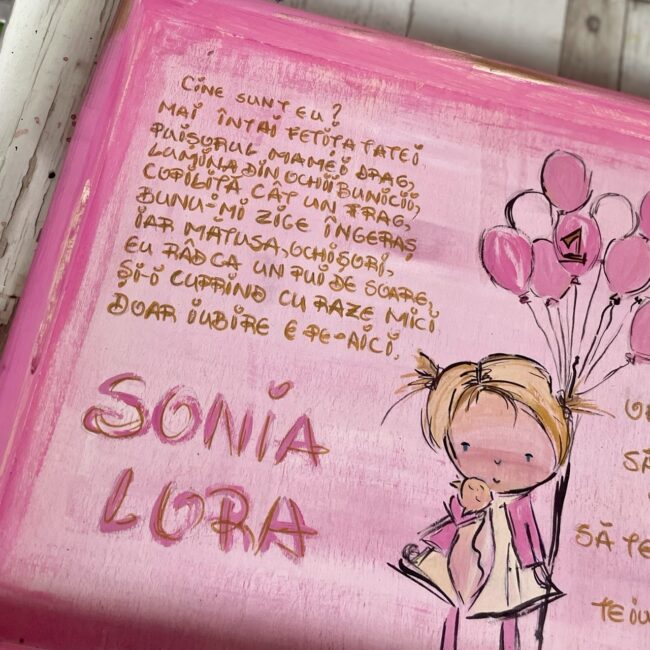 Cine sunt eu?
Mai întai fetița tatei
Puișorul mamei drag,
Lumina din ochii bunicii,
Copiliță cât un prag,
Bunu-mi zice îngeraș
Iar mătușa, ochișori,
Eu râd ca un pui de soare,
Și-i cuprind cu raze mici
Doar iubire e pe-aici.
1
SONIA
LORA
SĂ TE